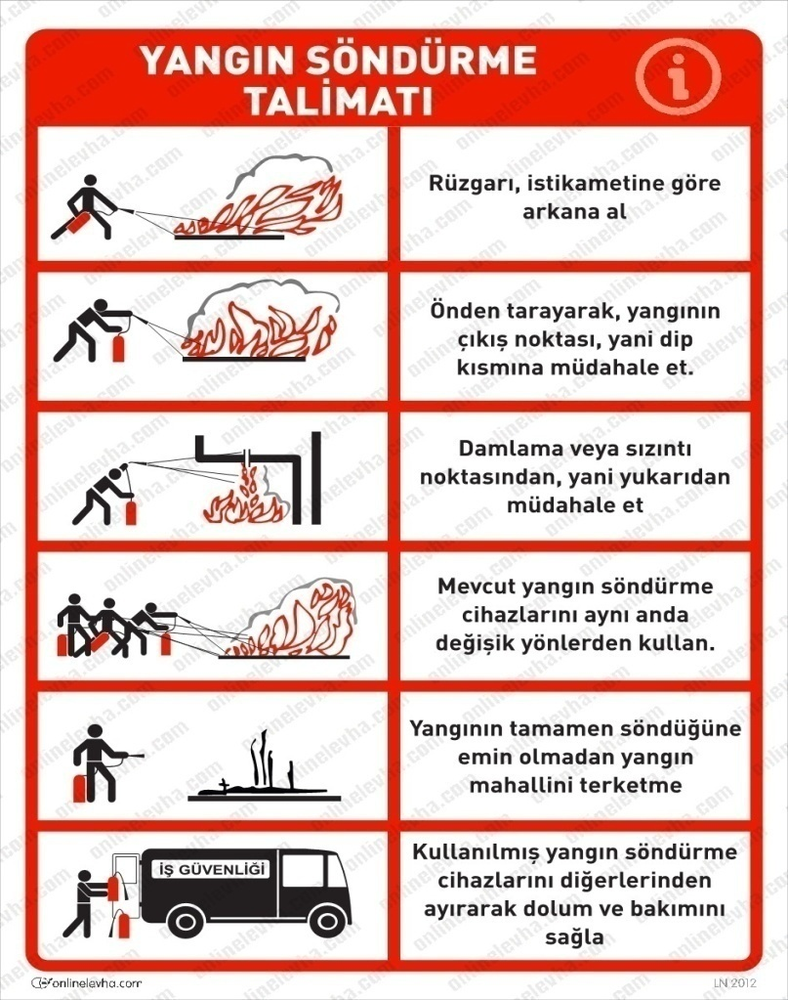 YANGIN SÖNDÜRME
TALİMATI
Rüzgarı, istikametine göre
arkana al
Önden tarayarak, yangının
çıkış noktası, yani dip
kısmına müdahale et.
Damlama veya sızıntı
noktasından, yani yukarıdan
müdahale et
Mevcut yangın söndürme
cihazlarını aynı anda
değişik yönlerden kullan.
Yangının tamamen söndüğüne
emin olmadan yangın
mahallini terketme
İŞ GÜVENLİĞİ
Kullanılmış yangın söndürme
cihazlarını diğerlerinden
ayırarak dolum ve bakımını
sağla
onlinelevha.com
LN 2012